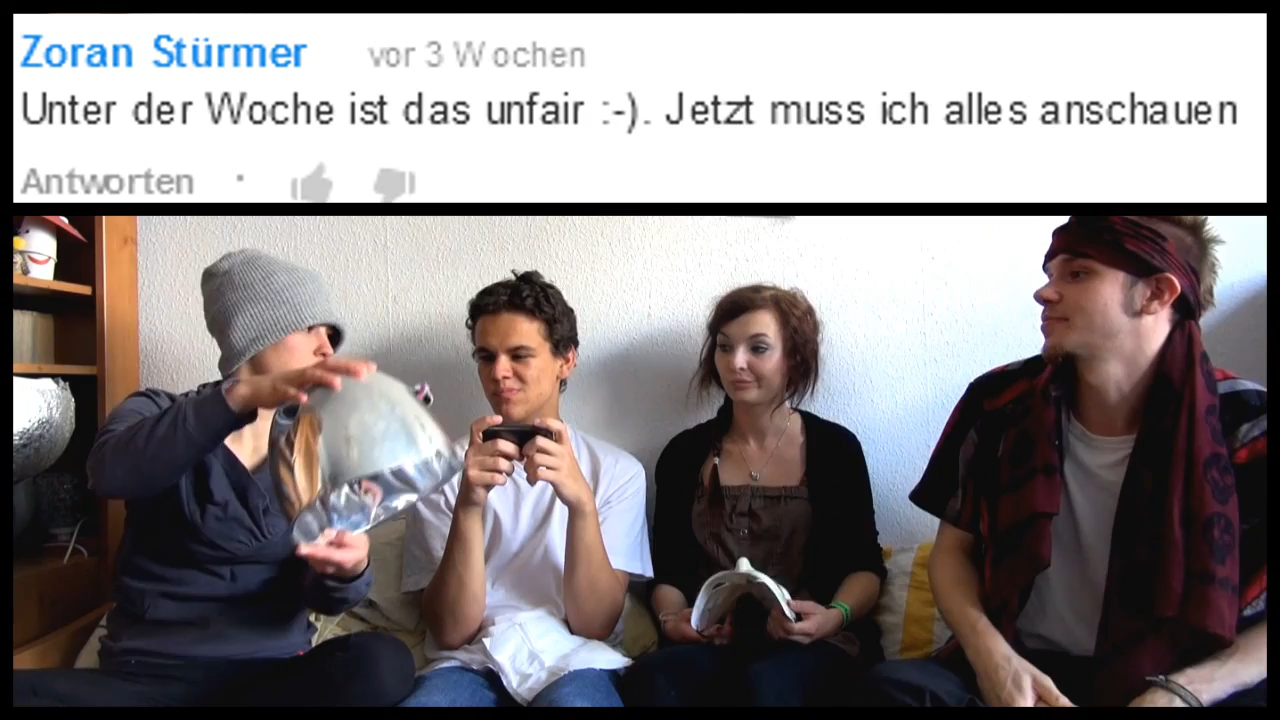 Zoran Stürmer vor 3 Wochen
Unter der Woche ist das unfair :-). Jetzt muss ich alles anschauen
Antworten ·